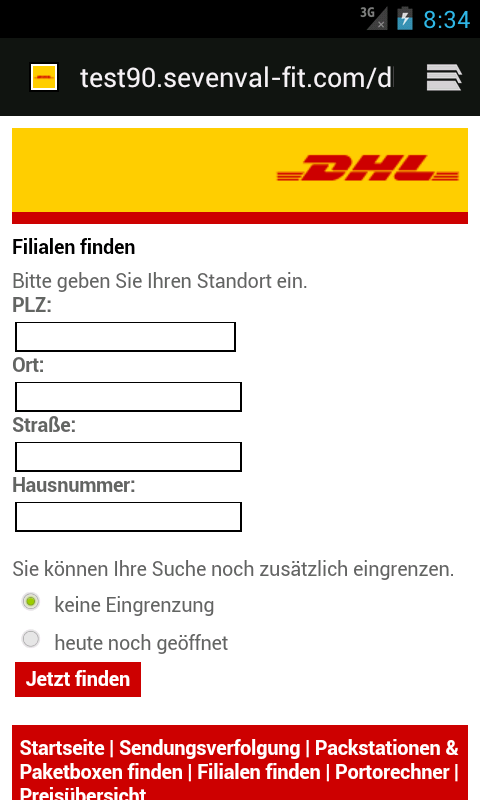 3G
8:34
test90.sevenval-fit.com/d
DHL
Filialen finden
Bitte geben Sie Ihren Standort ein.
PLZ:
Ort:
Straße:
Hausnummer:
Sie können Ihre Suche noch zusätzlich eingrenzen.
keine Eingrenzung
heute noch geöffnet
Jetzt finden
Startseite | Sendungsverfolgung | Packstationen &
Paketboxen finden | Filialen finden | Portorechner |
Preisübersicht